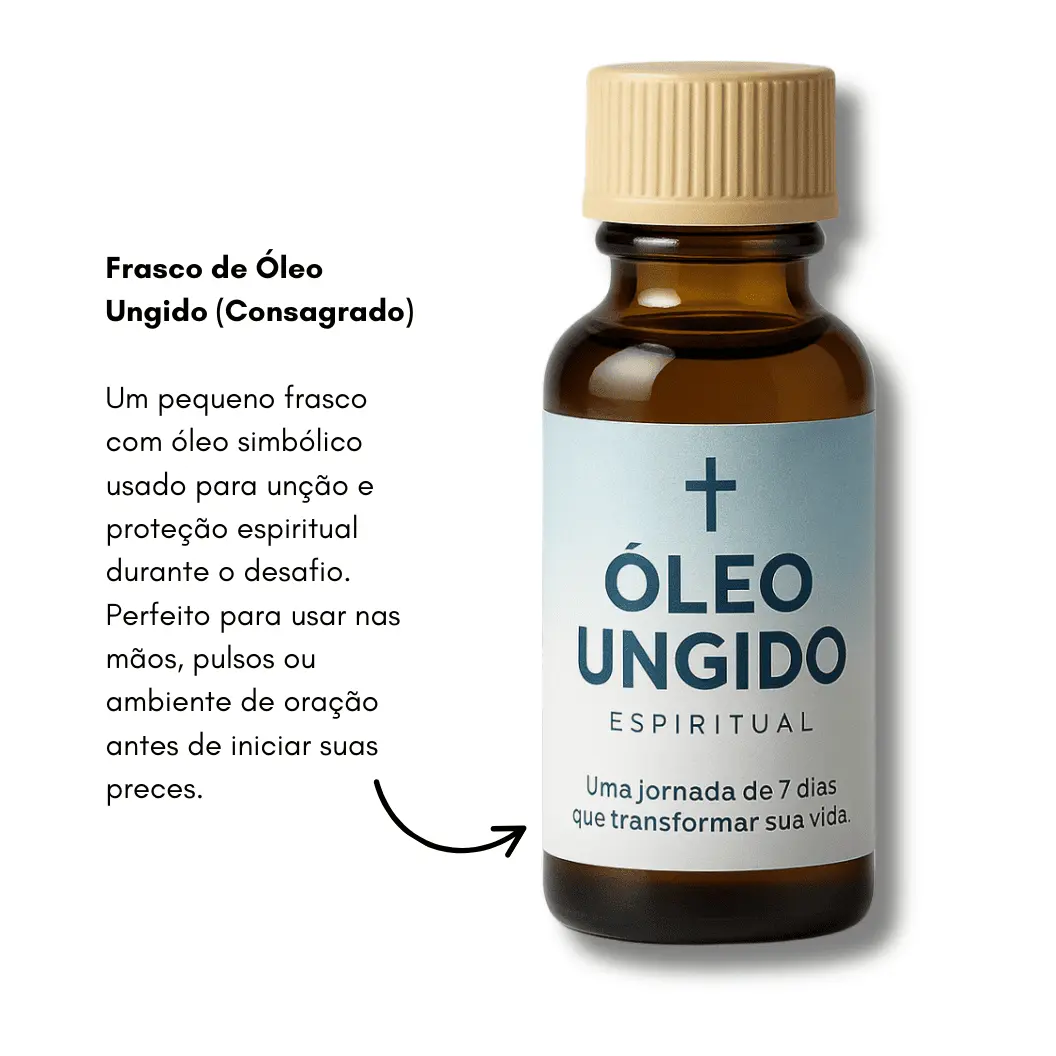 Frasco de Óleo
Ungido (Consagrado)
Um pequeno frasco
com óleo simbólico
usado para unção e
proteção espiritual
durante o desafio.
Perfeito para usar nas
mãos, pulsos ou
ambiente de oração
antes de iniciar suas
preces.
ÓLEO
UNGIDO
ESPIRITUAL
Uma jornada de 7 dias
que transformar sua vida.